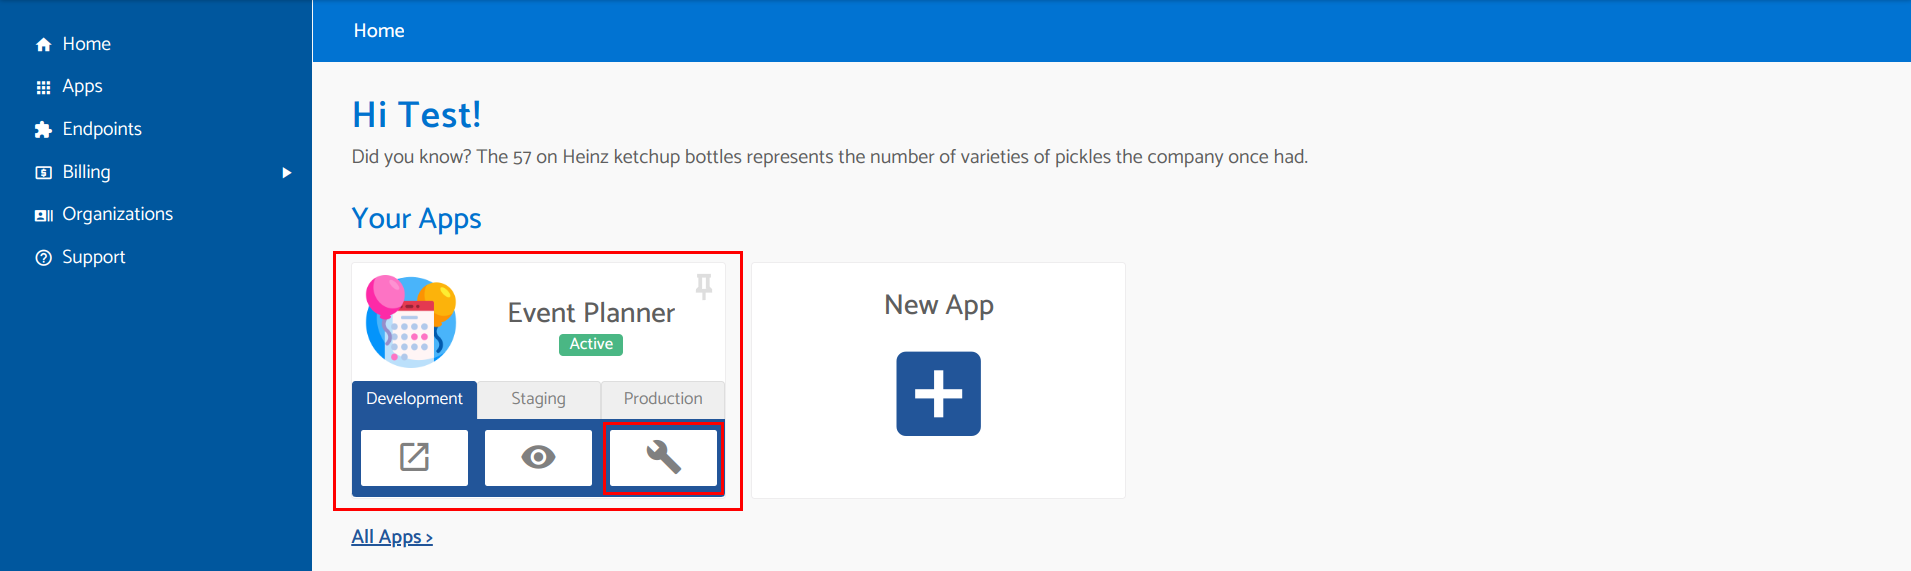 Home
Apps
Endpoints
Billing
Organizations
Support
Home
Hi Test!
Did you know? The 57 on Heinz ketchup bottles represents the number of varieties of pickles the company once had.
Your Apps
Event Planner
Active
Development Staging Production
New App
All Apps >